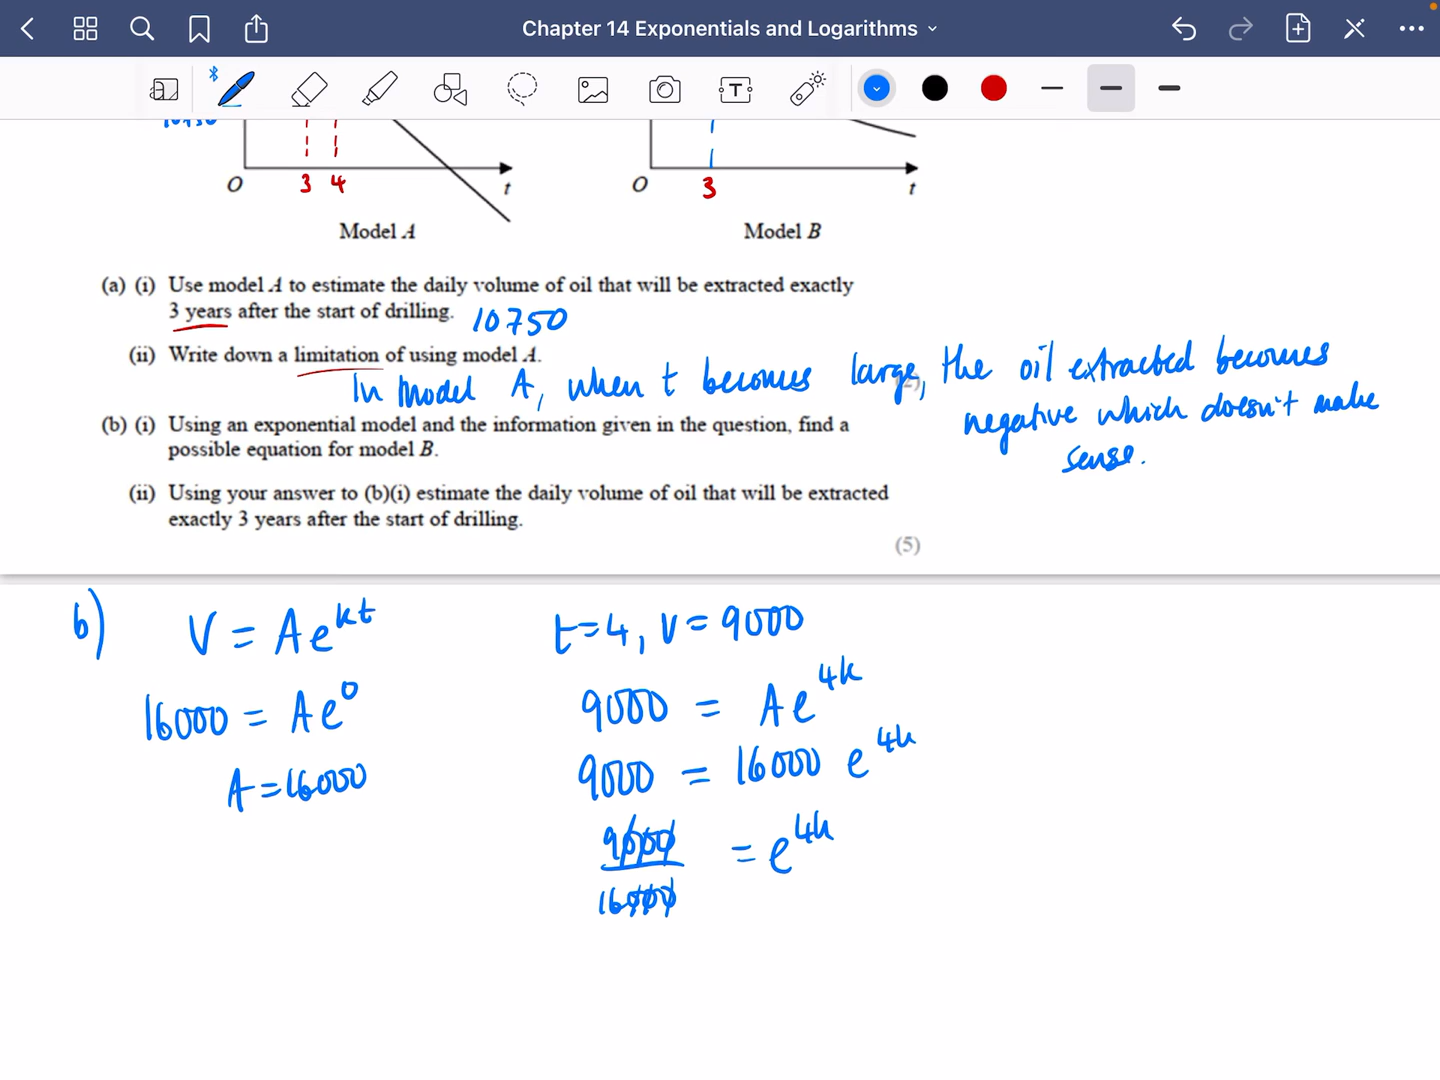 Chapter 14 Exponentials and Logarithms
T
O
3
4
t
O
3
t
Model A
Model B
(a) (i) Use model A to estimate the daily volume of oil that will be extracted exactly
3 years after the start of drilling. 10750
(ii) Write down a limitation of using model A.
In model A, when t becomes large, the oil extracted becomes
negative which doesn't make
sense.
(b) (i) Using an exponential model and the information given in the question, find a
possible equation for model B.
(ii) Using your answer to (b)(i) estimate the daily volume of oil that will be extracted
exactly 3 years after the start of drilling.
(5)
b)
V = Ae^kt
16000 = Ae^0
A = 16000
t=4, V= 9000
9000 = Ae^4k
9000 = 16000 e^4k
9000/16000 = e^4k